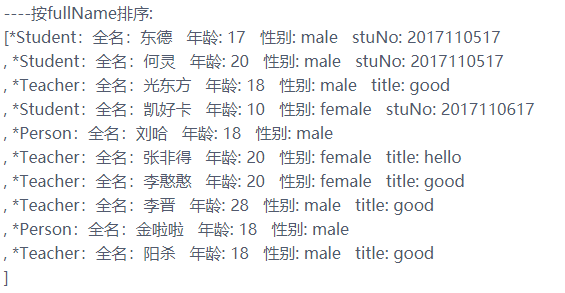 ----按fullName排序:
[*Student：全名：东德   年龄: 17   性别: male   stuNo: 2017110517
, *Student：全名：何灵   年龄: 20   性别: male   stuNo: 2017110517
, *Teacher：全名：光东方   年龄: 18   性别: male   title: good
, *Student：全名：凯好卡   年龄: 10   性别: female   stuNo: 2017110617
, *Person：全名：刘哈   年龄: 18   性别: male
, *Teacher：全名：张非得   年龄: 20   性别: female   title: hello
, *Teacher：全名：李憨憨   年龄: 20   性别: female   title: good
, *Teacher：全名：李晋   年龄: 28   性别: male   title: good
, *Person：全名：金啦啦   年龄: 18   性别: male
, *Teacher：全名：阳杀   年龄: 18   性别: male   title: good
]